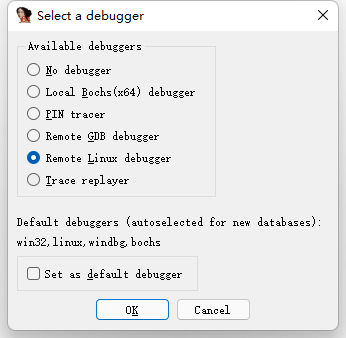 Select a debugger
Available debuggers
No debugger
Local Bochs(x64) debugger
PIN tracer
Remote GDB debugger
Remote Linux debugger
Trace replayer
Default debuggers (autoselected for new databases):
win32,linux,windbg,bochs
Set as default debugger
OK Cancel